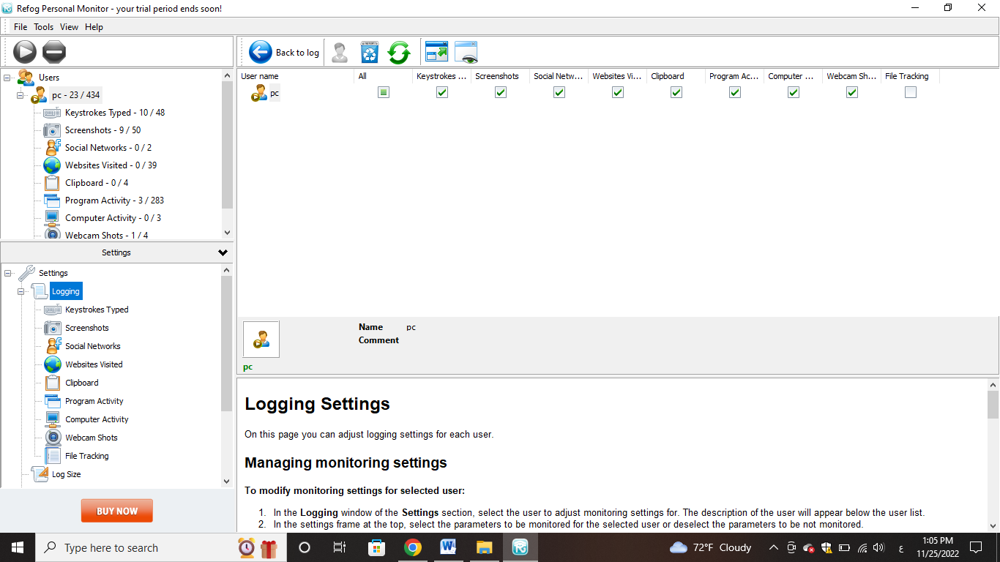 Refog Personal Monitor - your trial period ends soon!
File Tools View Help
Back to log
Users
pc - 23 / 434
Keystrokes Typed - 10 / 48
Screenshots - 9 / 50
Social Networks - 0 / 2
Websites Visited - 0 / 39
Clipboard - 0 / 4
Program Activity - 3 / 283
Computer Activity - 0 / 3
Webcam Shots - 1 / 4
Settings
Settings
Logging
Keystrokes Typed
Screenshots
Social Networks
Websites Visited
Clipboard
Program Activity
Computer Activity
Webcam Shots
File Tracking
Log Size
BUY NOW
User name All Keystrokes ... Screenshots Social Netw... Websites Vi... Clipboard Program Ac... Computer ... Webcam Sh... File Tracking
pc
Name pc
Comment
pc
Logging Settings
On this page you can adjust logging settings for each user.
Managing monitoring settings
To modify monitoring settings for selected user:
1. In the Logging window of the Settings section, select the user to adjust monitoring settings for. The description of the user will appear below the user list.
2. In the settings frame at the top, select the parameters to be monitored for the selected user or deselect the parameters to be not monitored.
Type here to search
72°F Cloudy
ع
1:05 PM
11/25/2022